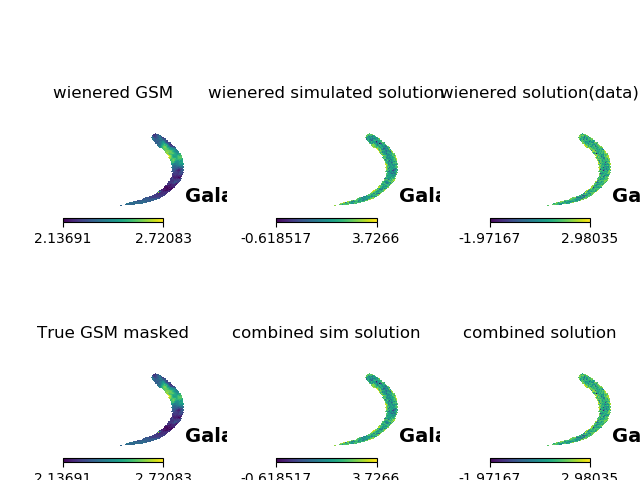 wienered GSM
wienered simulated solution
wienered solution(data)
Gala
Gala
Ga
2.13691 2.72083
-0.618517 3.7266
-1.97167 2.98035
True GSM masked
combined sim solution
combined solution
Gala
Gala
Ga
2.13691 2.72083
-0.618517 3.7266
-1.97167 2.98035